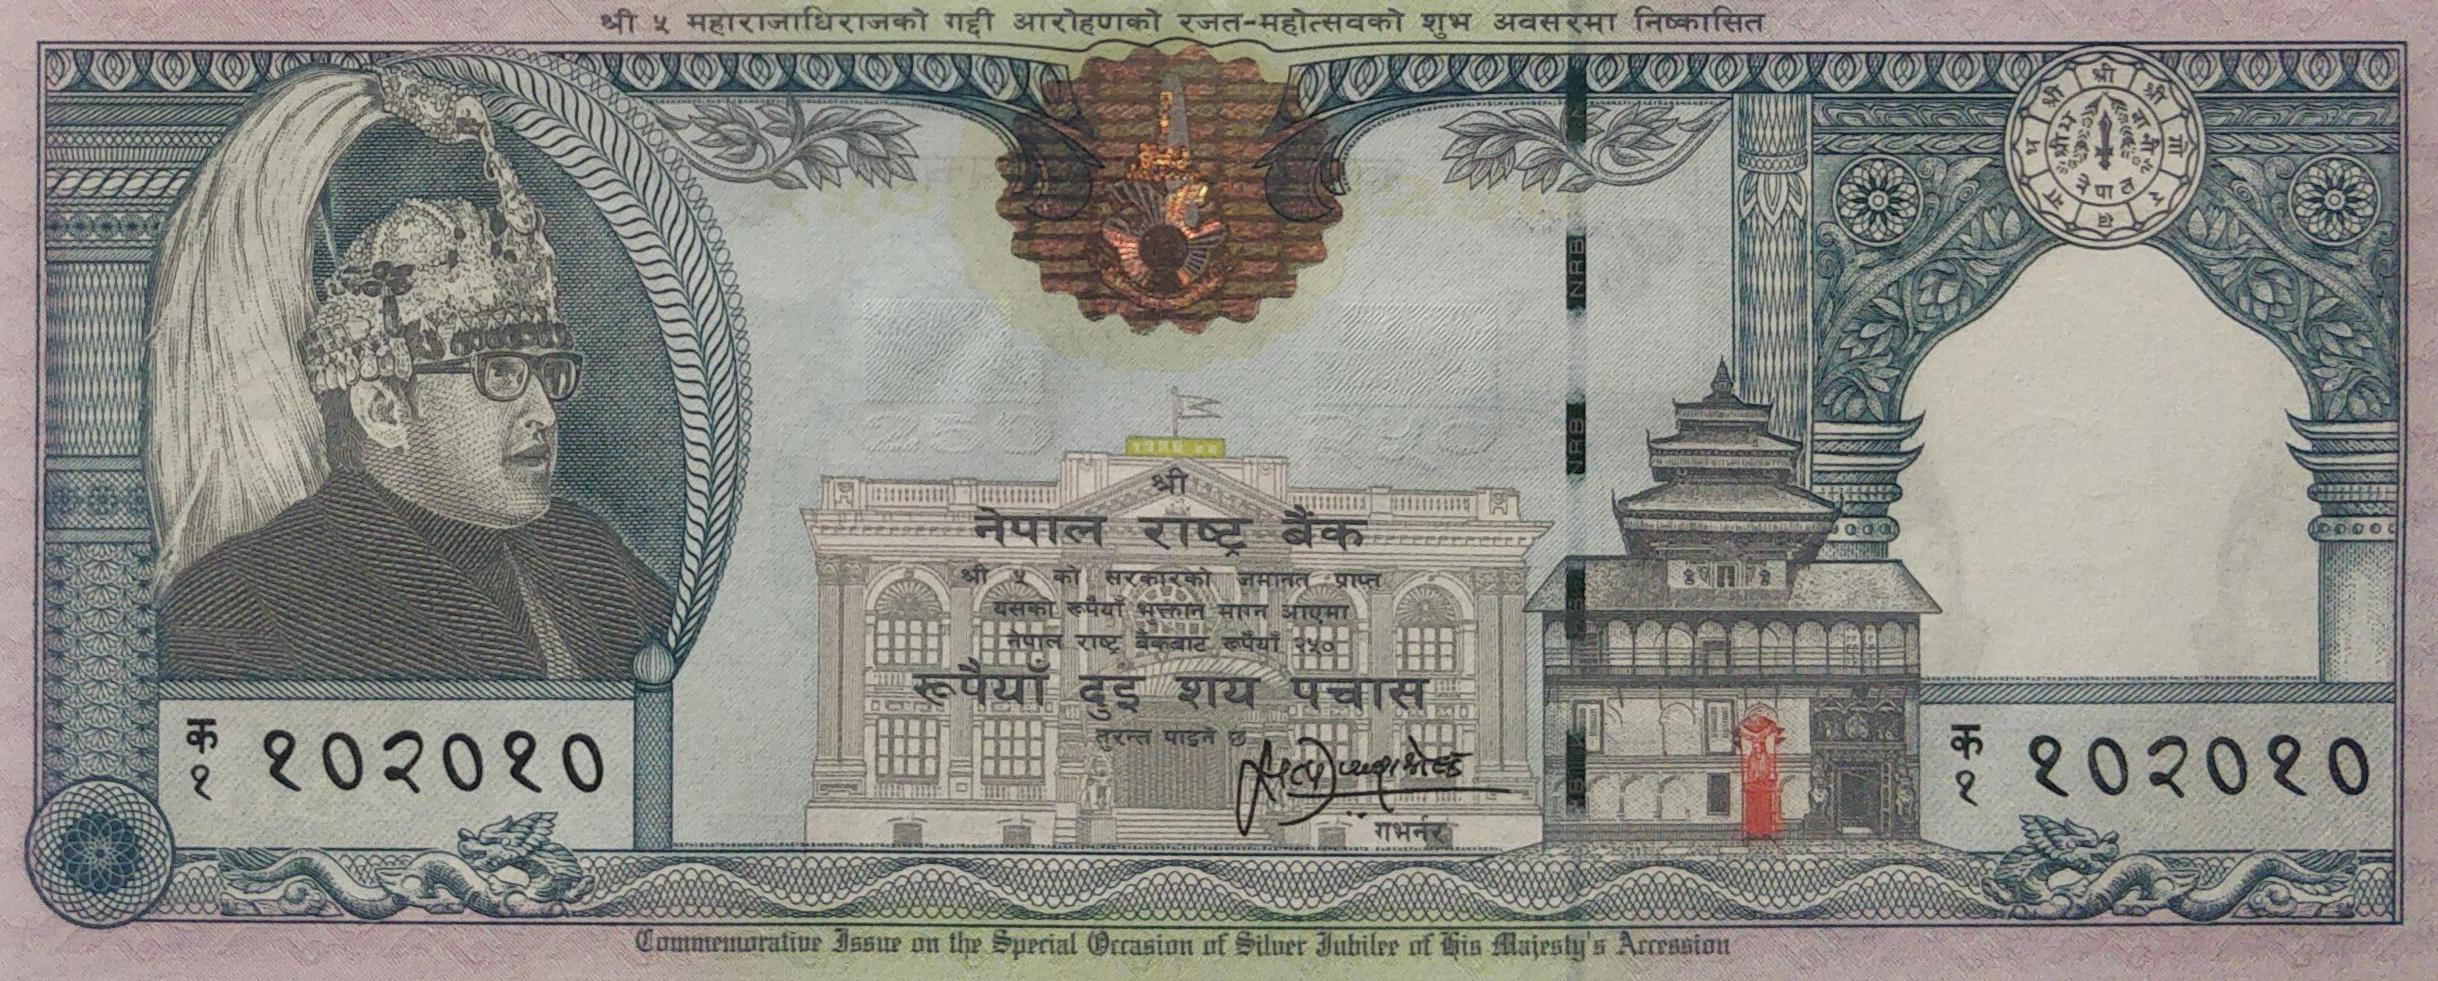 श्री ५ महाराजाधिराजको गद्दी आरोहणको रजत-महोत्सवको शुभ अवसरमा निष्कासित
NRB
NRB
श्री
नेपाल राष्ट्र बैंक
श्री ५ को सरकारको जमानत प्राप्त
यसको रूपैयाँ भुक्तान माग्न आएमा
नेपाल राष्ट्र बैंकबाट रूपैयाँ २५०
रूपैयाँ दुइ शय पचास
तुरन्त पाइने छ
गभर्नर
क
१ १०२०१०
क
१ १०२०१०
Commemorative Issue on the Special Occasion of Silver Jubilee of His Majesty's Accession